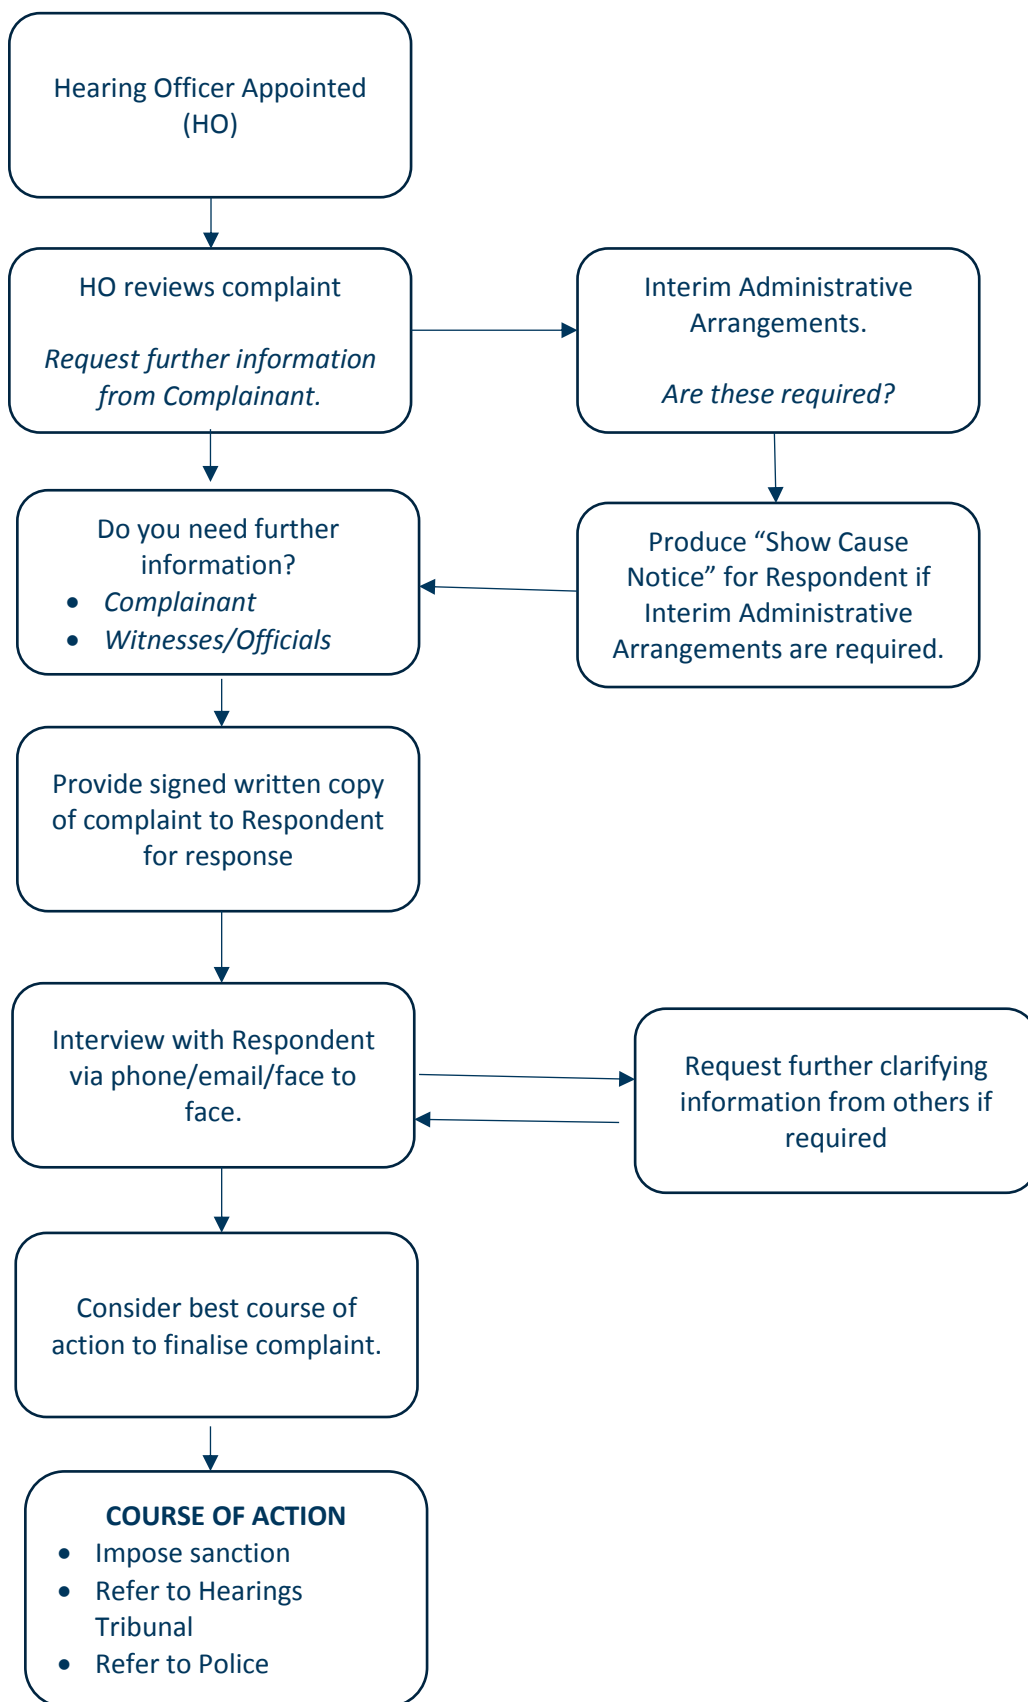 Hearing Officer Appointed
(HO)
HO reviews complaint
Request further information
from Complainant.
Interim Administrative
Arrangements.
Are these required?
Do you need further
information?
• Complainant
• Witnesses/Officials
Produce “Show Cause
Notice” for Respondent if
Interim Administrative
Arrangements are required.
Provide signed written copy
of complaint to Respondent
for response
Interview with Respondent
via phone/email/face to
face.
Request further clarifying
information from others if
required
Consider best course of
action to finalise complaint.
COURSE OF ACTION
• Impose sanction
• Refer to Hearings
Tribunal
• Refer to Police